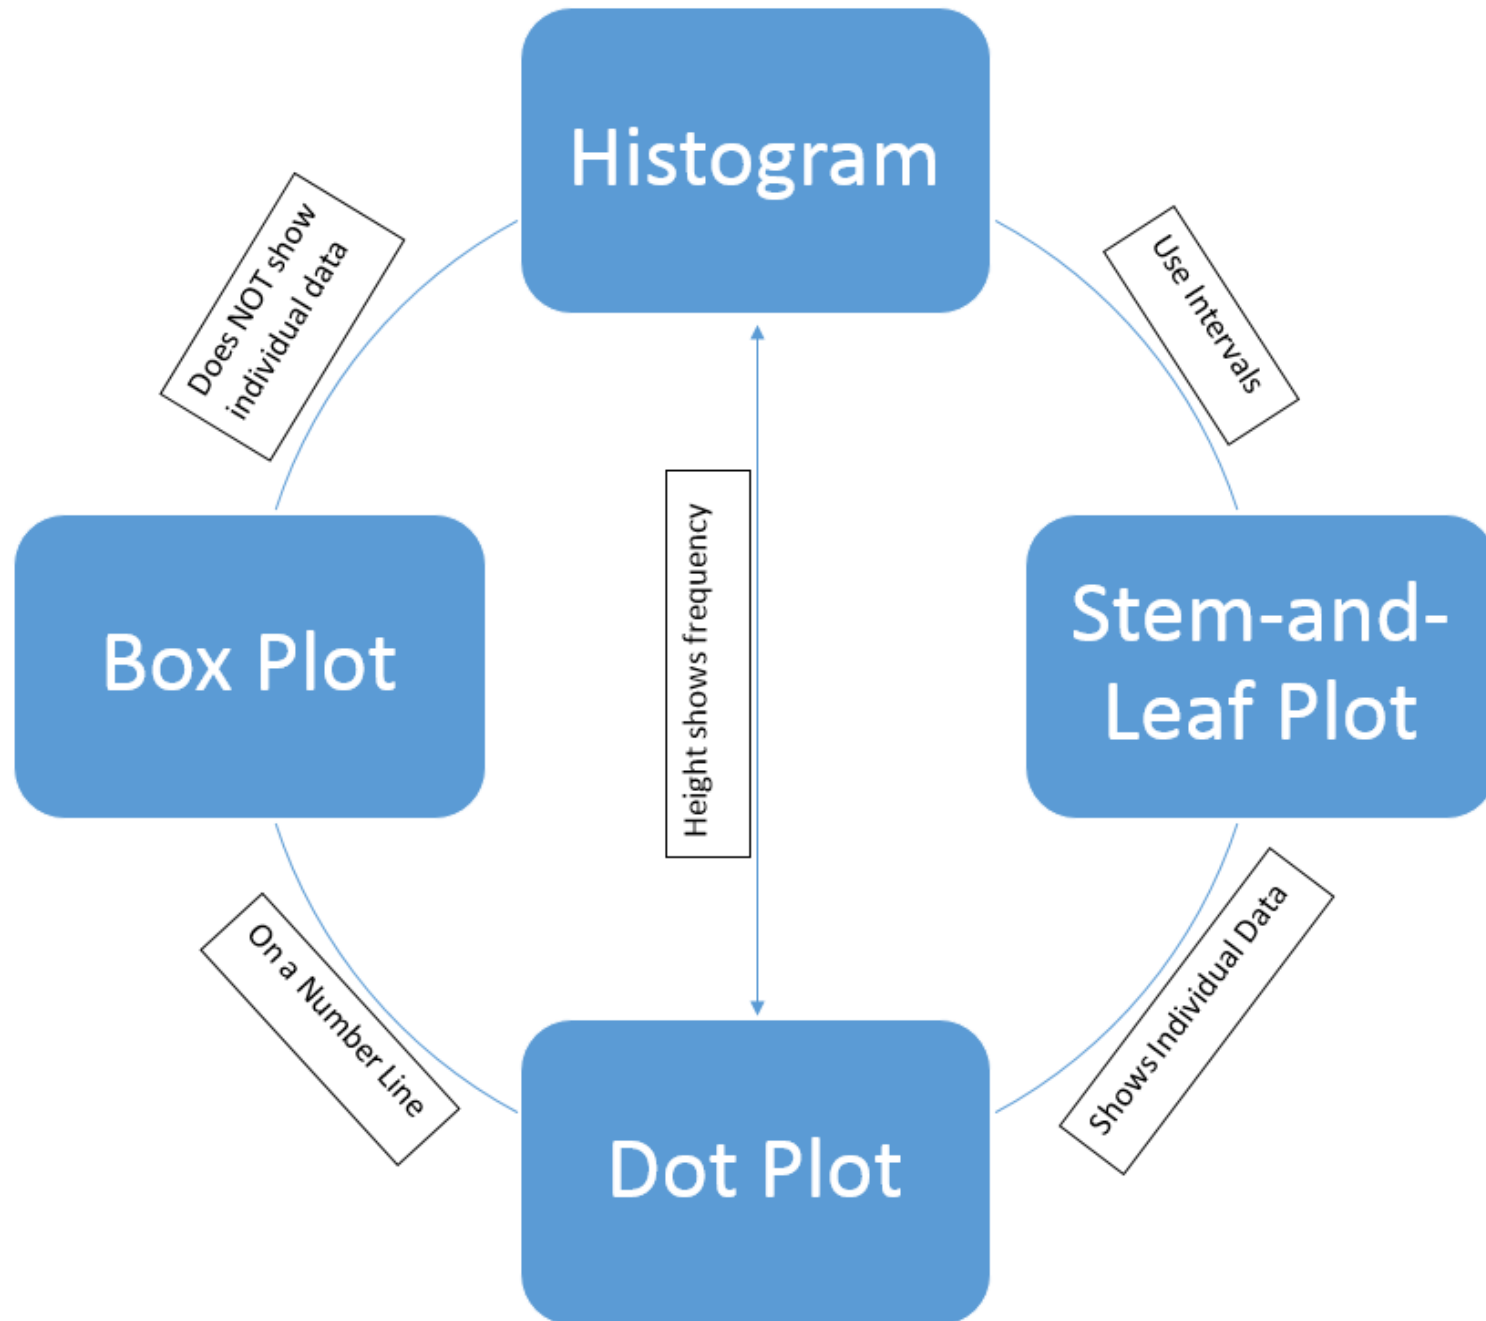 Histogram
Does NOT show
individual data
Use Intervals
Height shows frequency
Box Plot
Stem-and-
Leaf Plot
On a Number Line
Shows Individual Data
Dot Plot